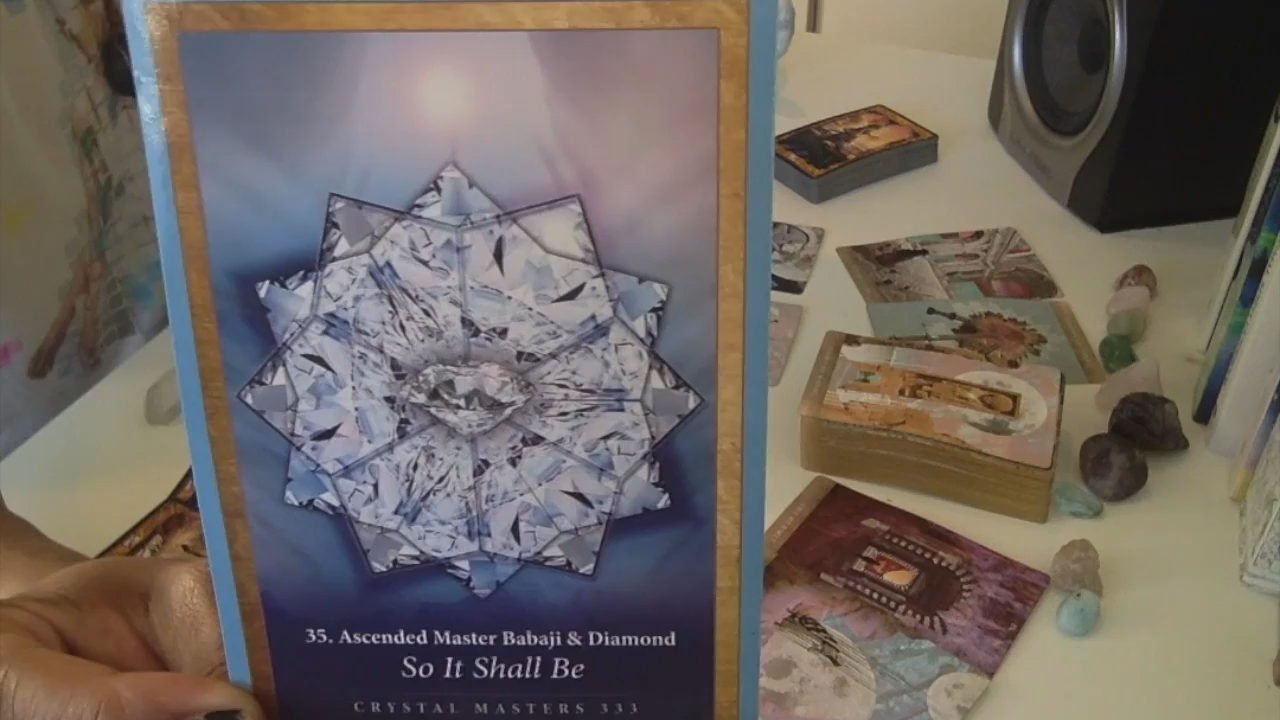 35. Ascended Master Babaji & Diamond
So It Shall Be
CRYSTAL MASTERS 333